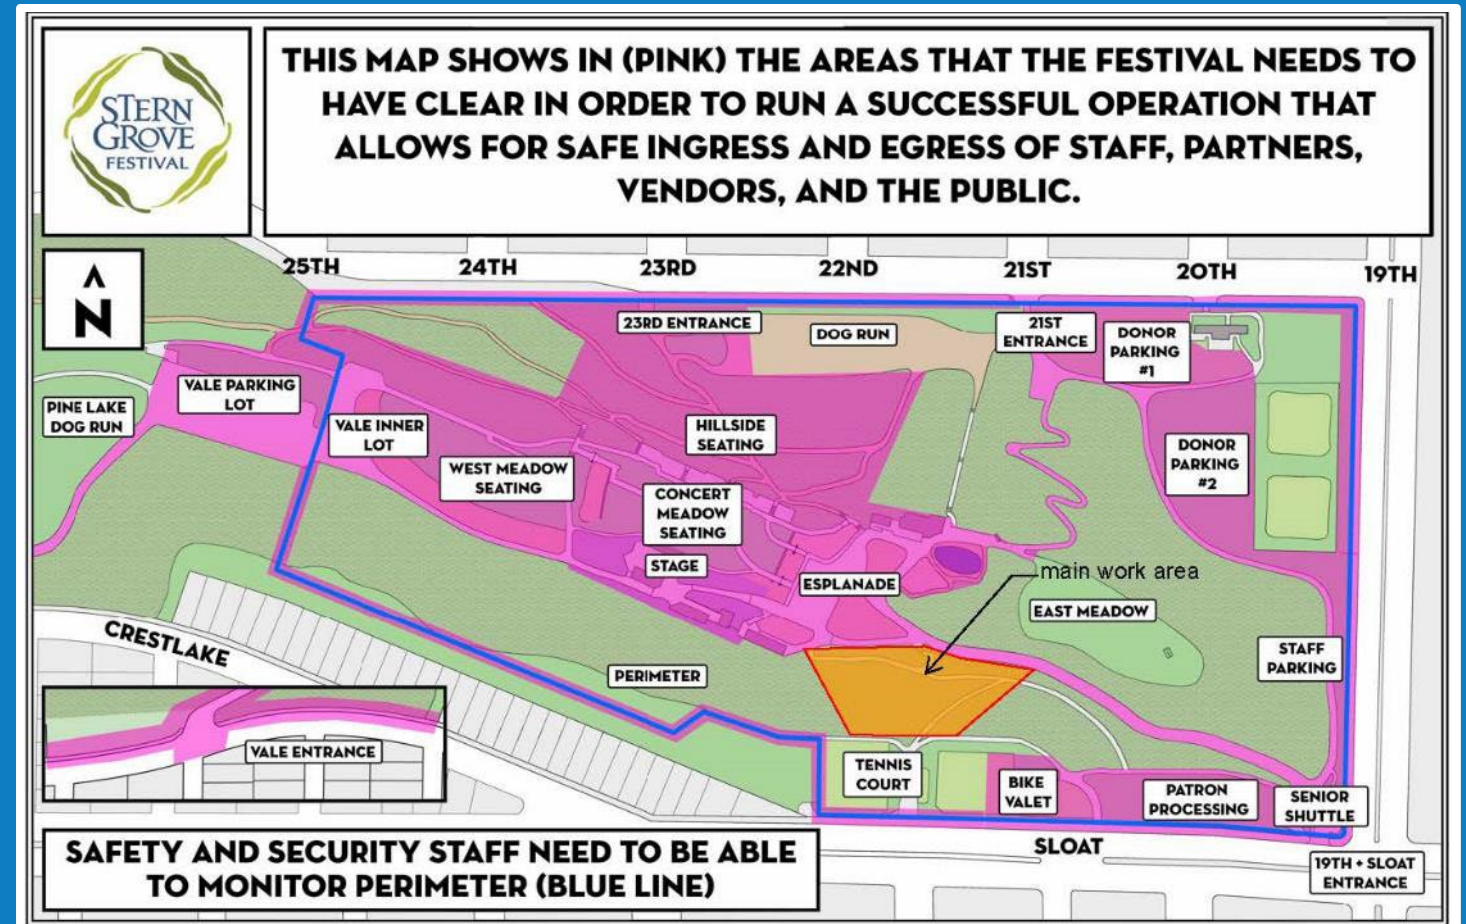 STERN
GROVE
FESTIVAL
THIS MAP SHOWS IN (PINK) THE AREAS THAT THE FESTIVAL NEEDS TO
HAVE CLEAR IN ORDER TO RUN A SUCCESSFUL OPERATION THAT
ALLOWS FOR SAFE INGRESS AND EGRESS OF STAFF, PARTNERS,
VENDORS, AND THE PUBLIC.
N
25TH
24TH
23RD
22ND
21ST
20TH
19TH
23RD ENTRANCE
DOG RUN
21ST
ENTRANCE
DONOR
PARKING
#1
VALE PARKING
LOT
PINE LAKE
DOG RUN
VALE INNER
LOT
HILLSIDE
SEATING
WEST MEADOW
SEATING
DONOR
PARKING
#2
CONCERT
MEADOW
SEATING
STAGE
ESPLANADE
main work area
EAST MEADOW
CRESTLAKE
PERIMETER
STAFF
PARKING
VALE ENTRANCE
TENNIS
COURT
BIKE
VALET
PATRON
PROCESSING
SENIOR
SHUTTLE
SLOAT
19TH + SLOAT
ENTRANCE
SAFETY AND SECURITY STAFF NEED TO BE ABLE
TO MONITOR PERIMETER (BLUE LINE)